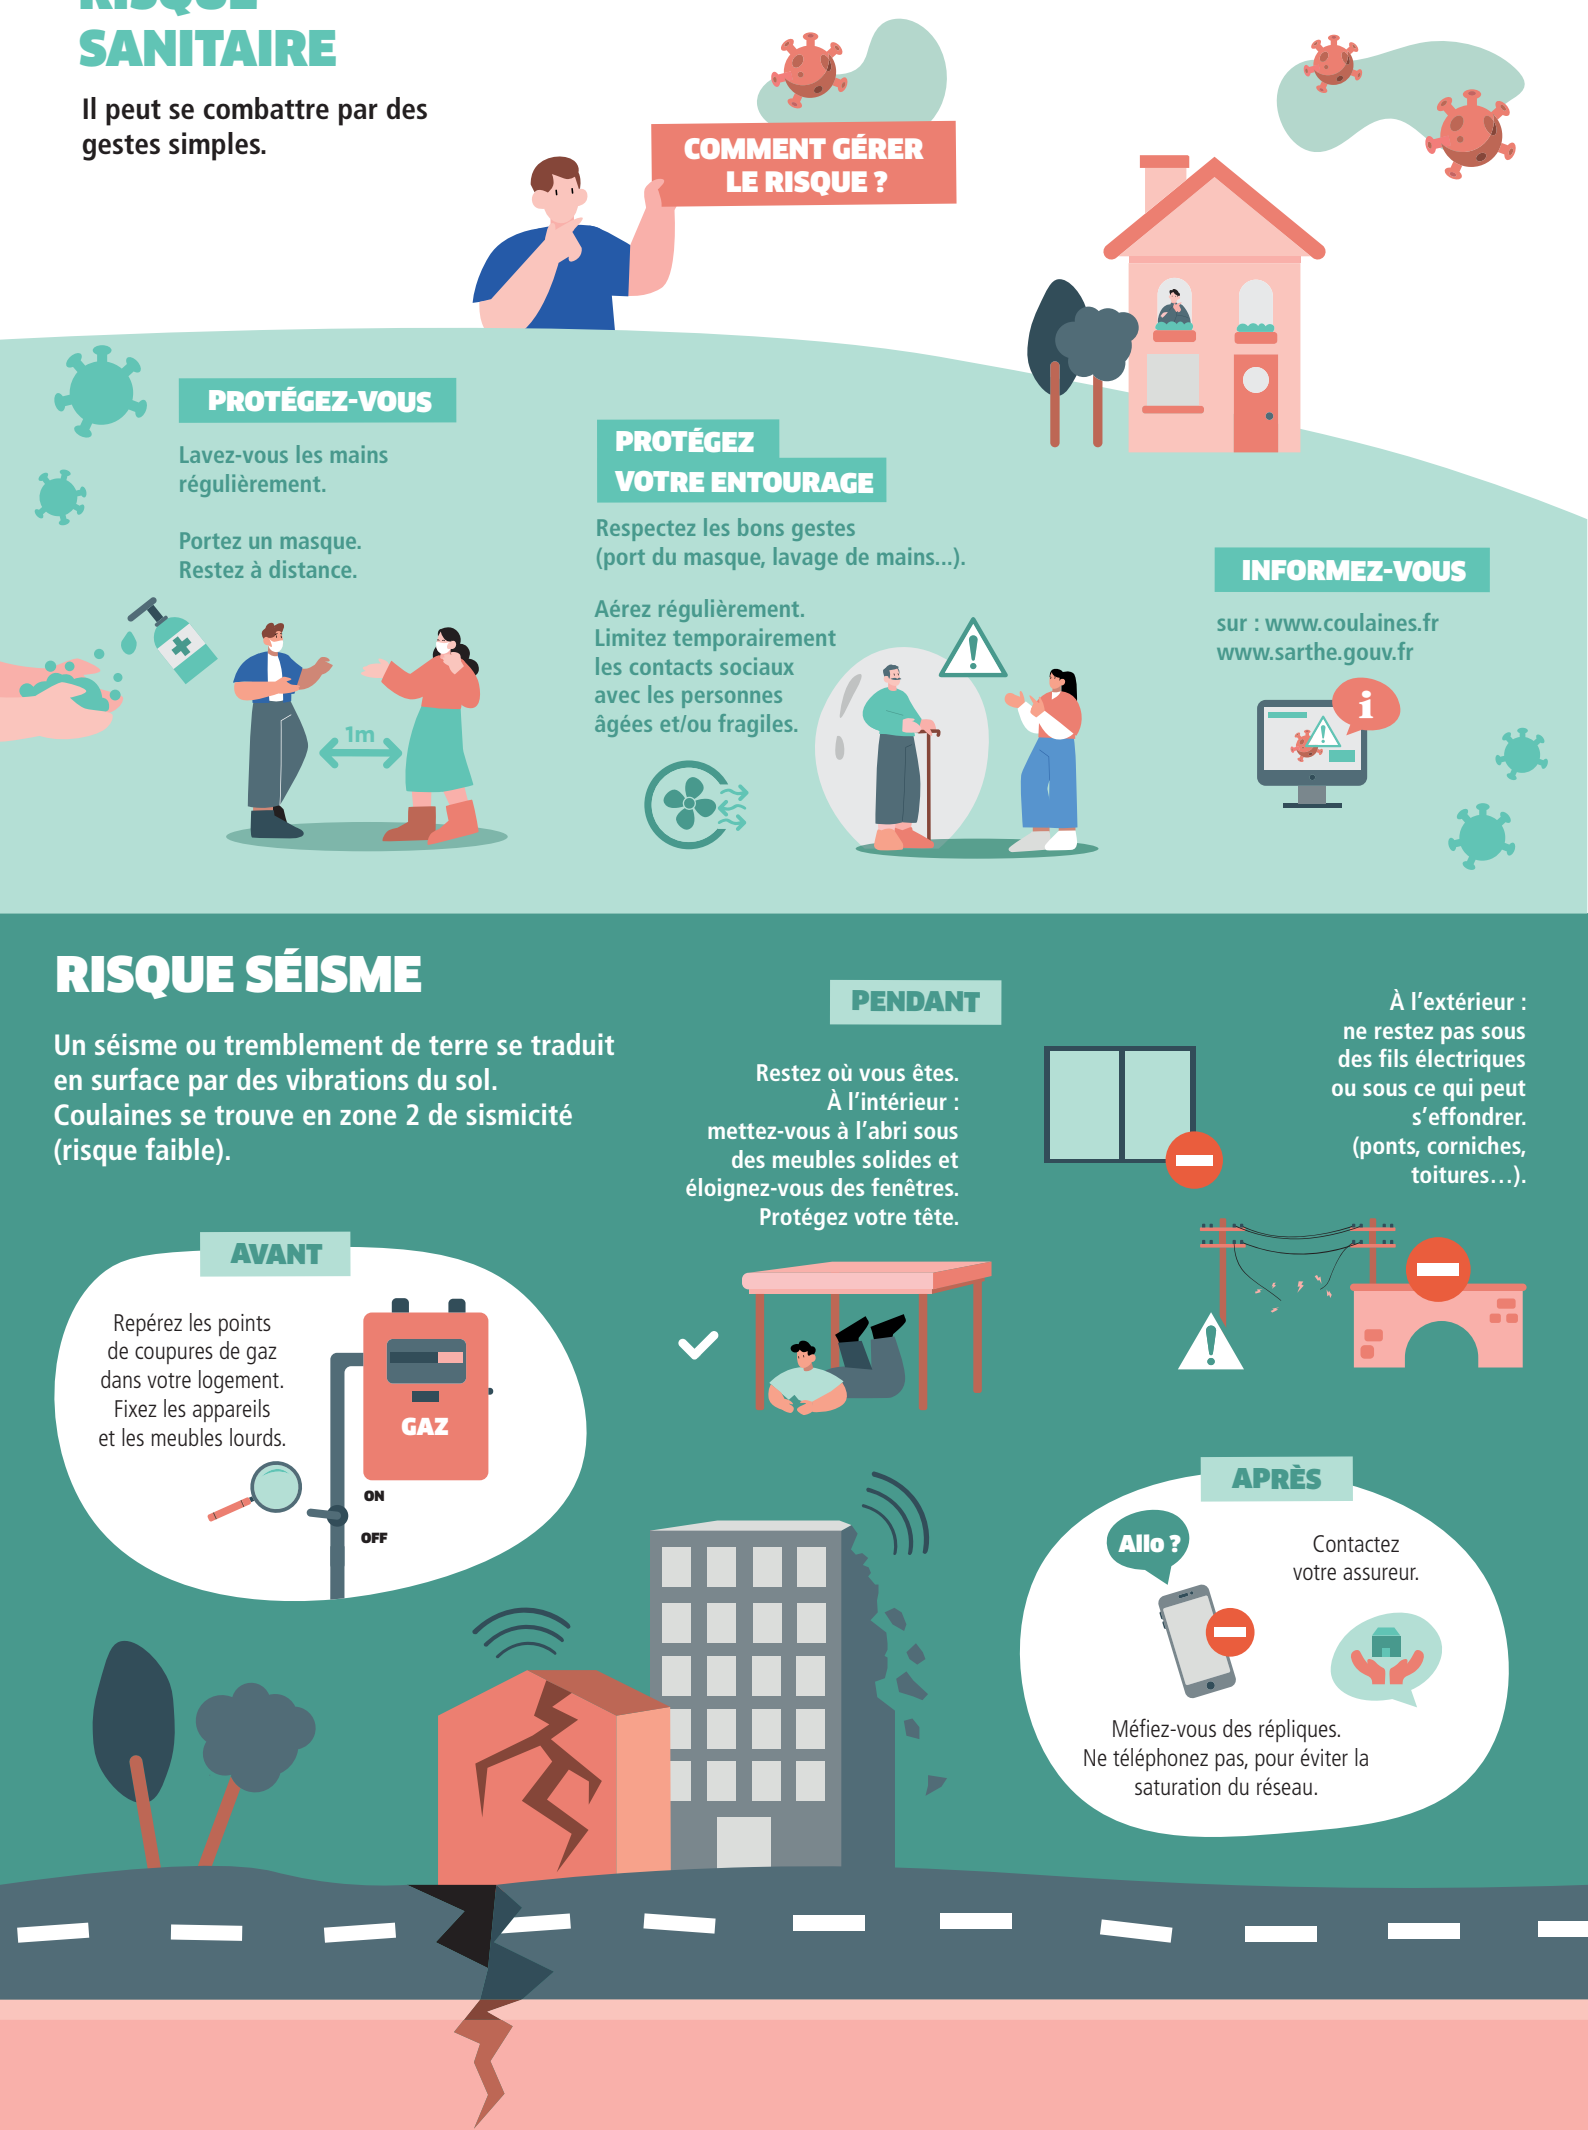 RISQUE
SANITAIRE
Il peut se combattre par des
gestes simples.
COMMENT GÉRER
LE RISQUE ?
PROTÉGEZ-VOUS
Lavez-vous les mains
régulièrement.
Portez un masque.
Restez à distance.
1m
PROTÉGEZ
VOTRE ENTOURAGE
Respectez les bons gestes
(port du masque, lavage de mains...).
Aérez régulièrement.
Limitez temporairement
les contacts sociaux
avec les personnes
âgées et/ou fragiles.
INFORMEZ-VOUS
sur : www.coulaines.fr
www.sarthe.gouv.fr
i
RISQUE SÉISME
Un séisme ou tremblement de terre se traduit
en surface par des vibrations du sol.
Coulaines se trouve en zone 2 de sismicité
(risque faible).
AVANT
Repérez les points
de coupures de gaz
dans votre logement.
Fixez les appareils
et les meubles lourds.
GAZ
ON
OFF
PENDANT
Restez où vous êtes.
À l’intérieur :
mettez-vous à l’abri sous
des meubles solides et
éloignez-vous des fenêtres.
Protégez votre tête.
À l’extérieur :
ne restez pas sous
des fils électriques
ou sous ce qui peut
s’effondrer.
(ponts, corniches,
toitures…).
APRÈS
Allo ?
Contactez
votre assureur.
Méfiez-vous des répliques.
Ne téléphonez pas, pour éviter la
saturation du réseau.